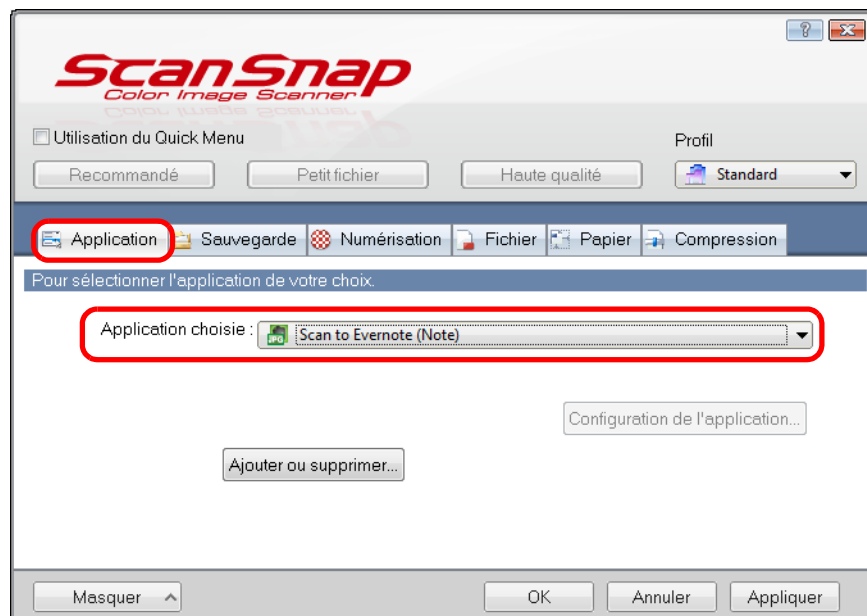 ScanSnap
Color Image Scanner
Utilisation du Quick Menu
Profil
Recommandé Petit fichier Haute qualité Standard
Application Sauvegarde Numérisation Fichier Papier Compression
Pour sélectionner l'application de votre choix.
Application choisie : JPG Scan to Evernote (Note)
Configuration de l'application...
Ajouter ou supprimer...
Masquer OK Annuler Appliquer